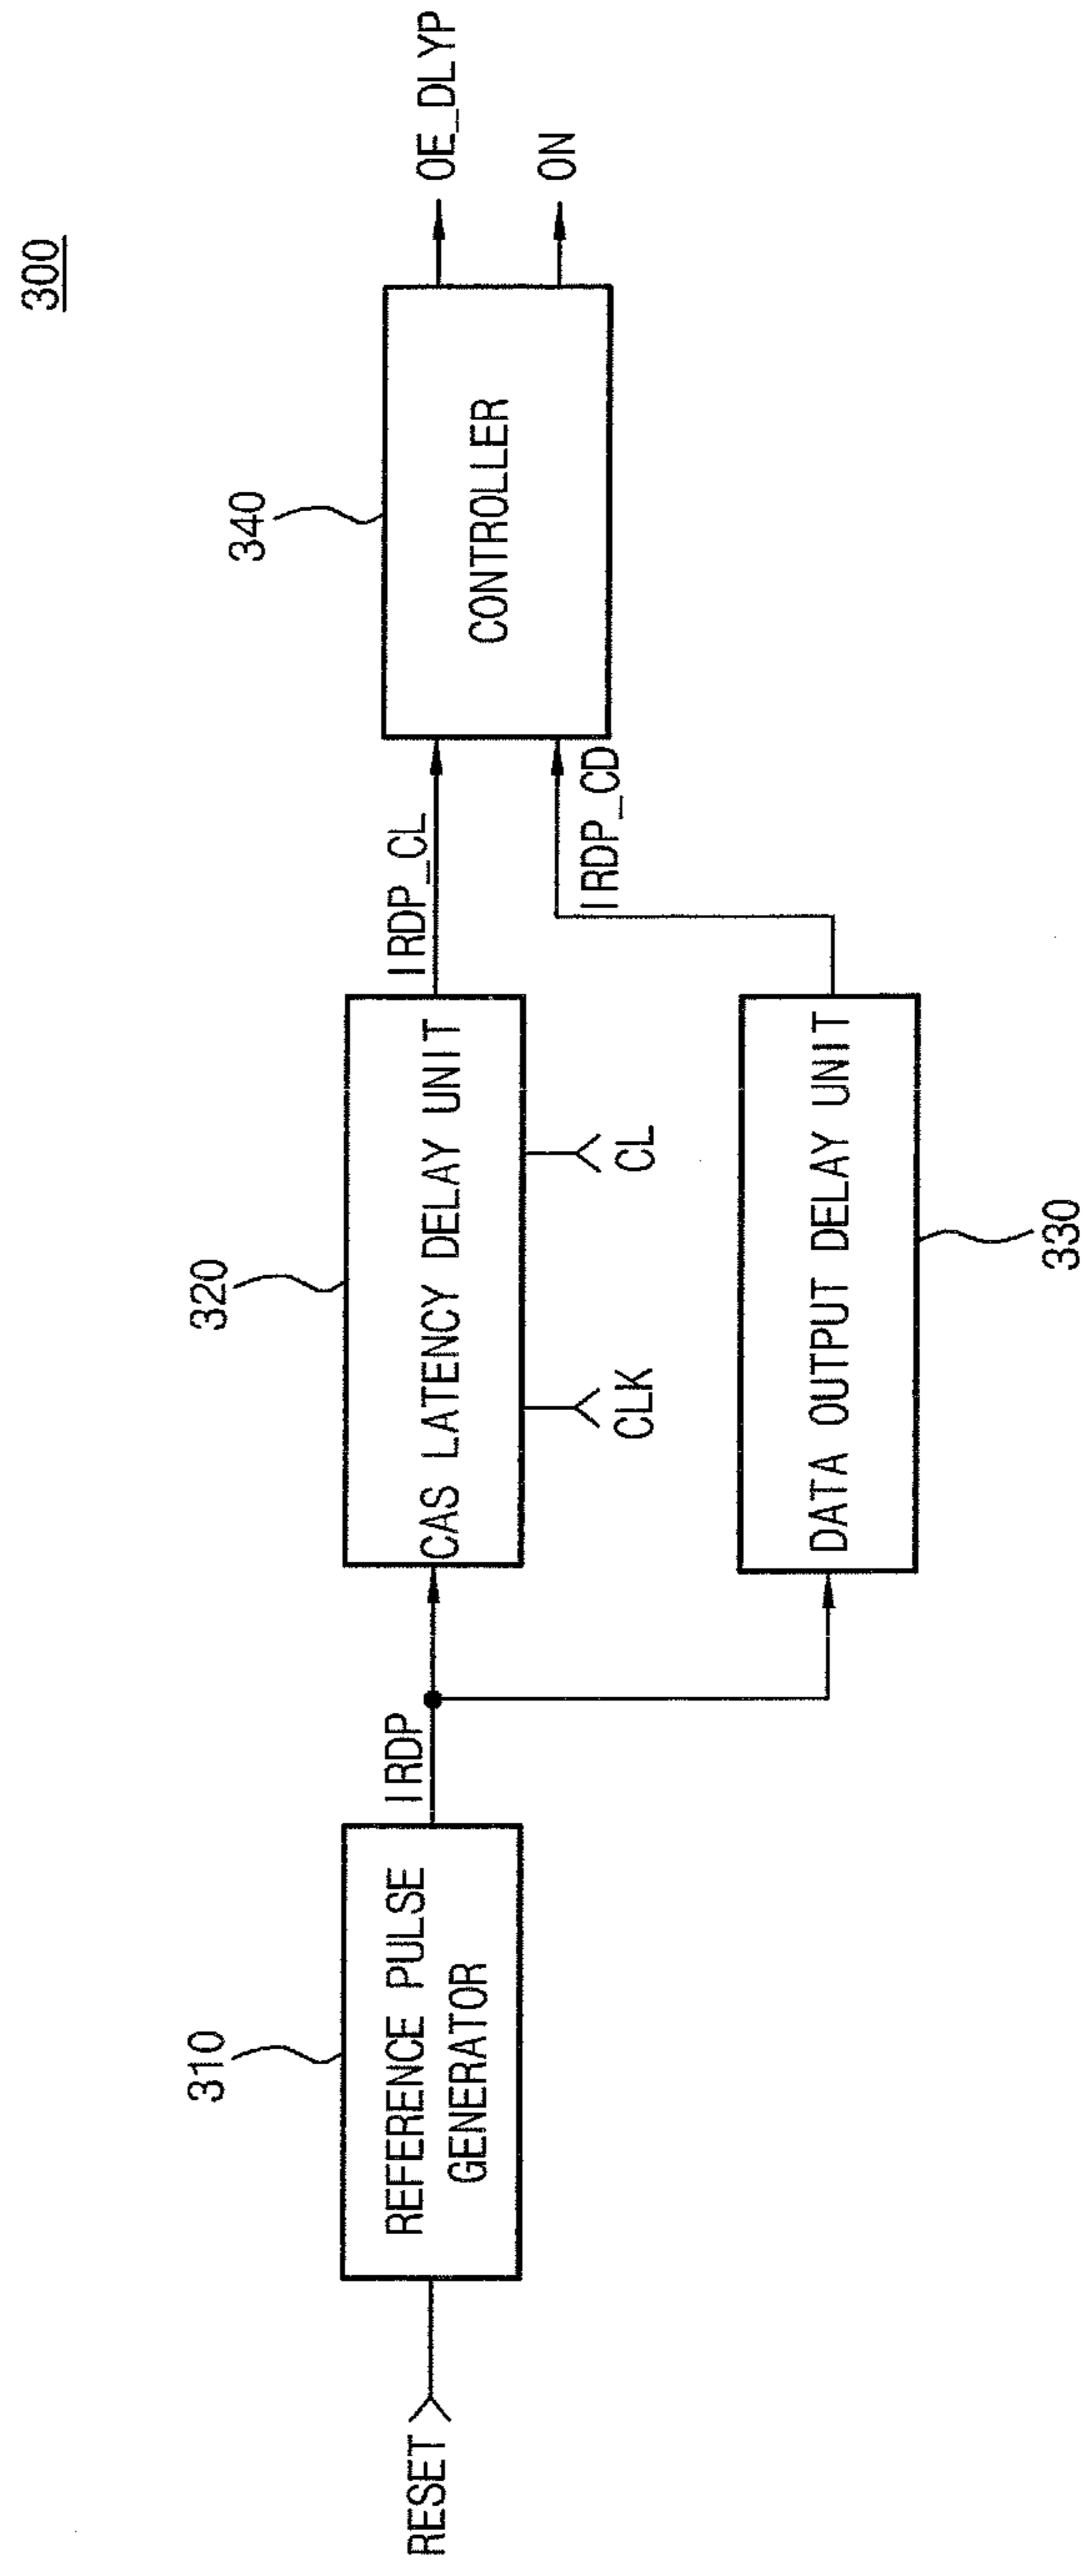 300
RESET
310
REFERENCE PULSE
GENERATOR
IRDP
320
CAS LATENCY DELAY UNIT
CLK
CL
IRDP_CL
DATA OUTPUT DELAY UNIT
330
IRDP_CD
340
CONTROLLER
OE_DLYP
ON